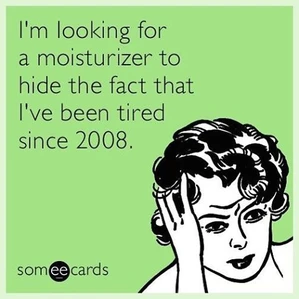 I'm looking for
a moisturizer to
hide the fact that
I've been tired
since 2008.
someecards